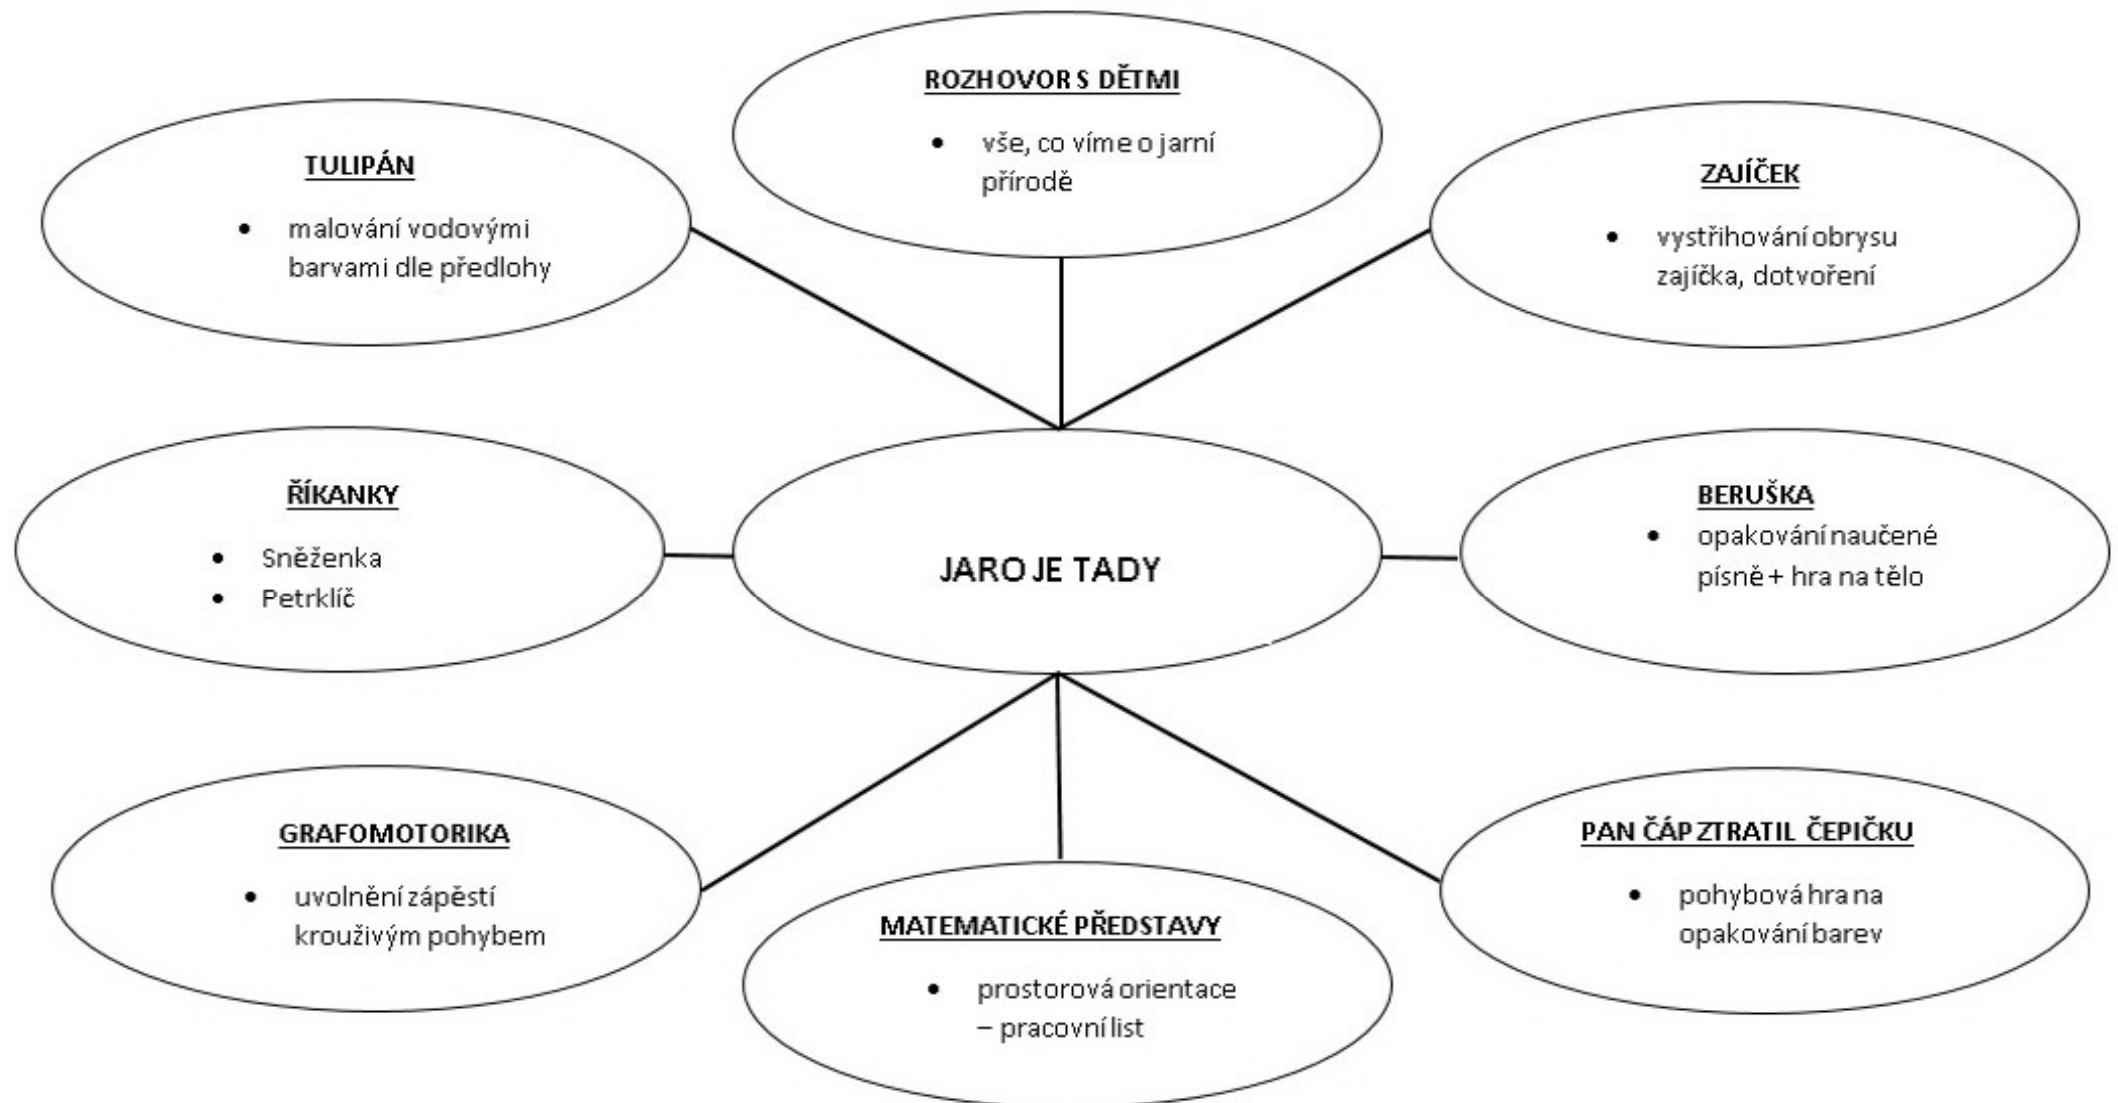 ROZHOVOR S DĚTMI
• vše, co víme o jarní
přírodě
TULIPÁN
• malování vodovými
barvami dle předlohy
ZAJÍČEK
• vystřihování obrysu
zajíčka, dotvoření
ŘÍKANKY
• Sněženka
• Petrklíč
JARO JE TADY
BERUŠKA
• opakování naučené
písně + hra na tělo
GRAFOMOTORIKA
• uvolnění zápěstí
krouživým pohybem
MATEMATICKÉ PŘEDSTAVY
• prostorová orientace
– pracovní list
PAN ČÁP ZTRATIL ČEPIČKU
• pohybová hra na
opakování barev